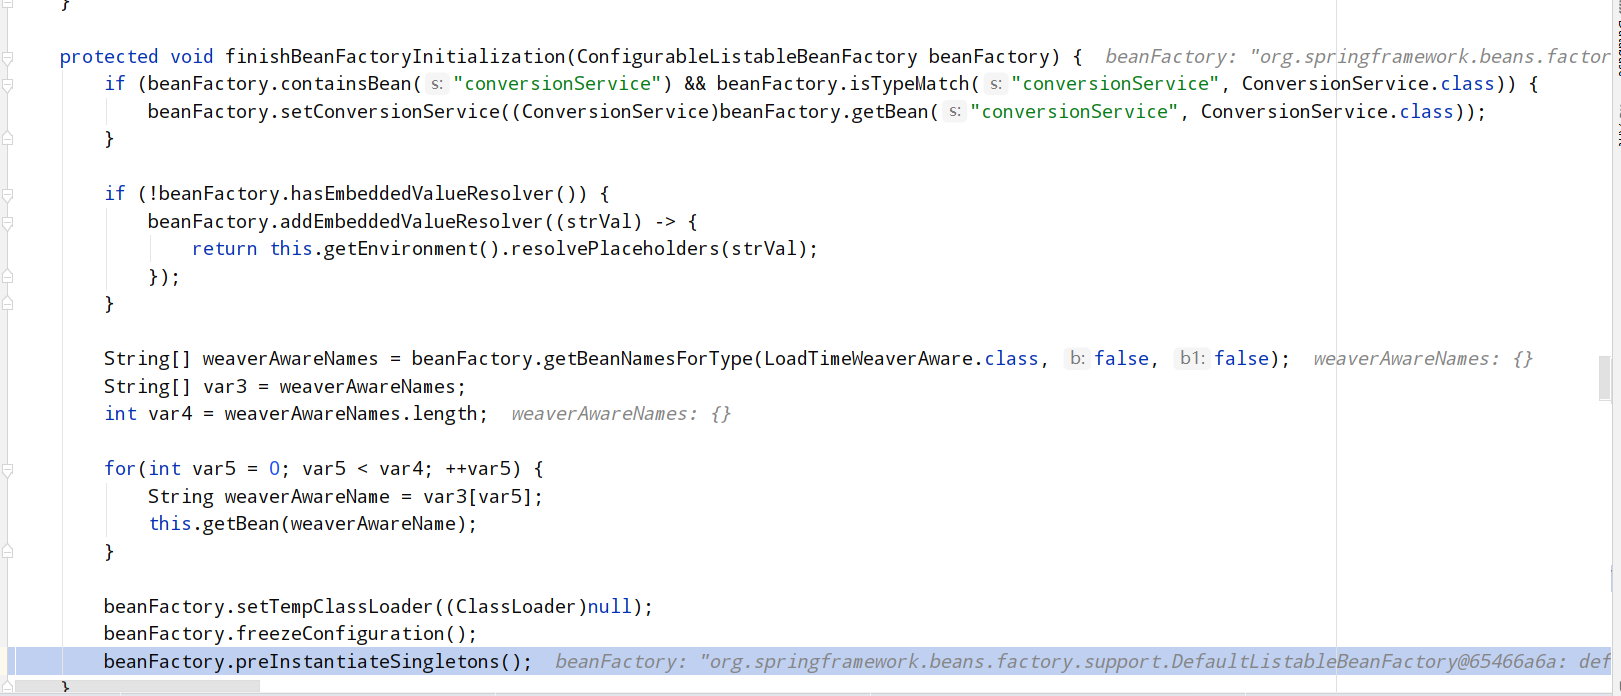 }
protected void finishBeanFactoryInitialization(ConfigurableListableBeanFactory beanFactory) {  beanFactory: "org.springframework.beans.factor
if (beanFactory.containsBean( s: "conversionService") && beanFactory.isTypeMatch( s: "conversionService", ConversionService.class)) {
beanFactory.setConversionService((ConversionService)beanFactory.getBean( s: "conversionService", ConversionService.class));
}
if (!beanFactory.hasEmbeddedValueResolver()) {
beanFactory.addEmbeddedValueResolver((strVal) -> {
return this.getEnvironment().resolvePlaceholders(strVal);
});
}
String[] weaverAwareNames = beanFactory.getBeanNamesForType(LoadTimeWeaverAware.class, b: false, b1: false);  weaverAwareNames: {}
String[] var3 = weaverAwareNames;
int var4 = weaverAwareNames.length;  weaverAwareNames: {}
for(int var5 = 0; var5 < var4; ++var5) {
String weaverAwareName = var3[var5];
this.getBean(weaverAwareName);
}
beanFactory.setTempClassLoader((ClassLoader)null);
beanFactory.freezeConfiguration();
beanFactory.preInstantiateSingletons();  beanFactory: "org.springframework.beans.factory.support.DefaultListableBeanFactory@65466a6a: def
}